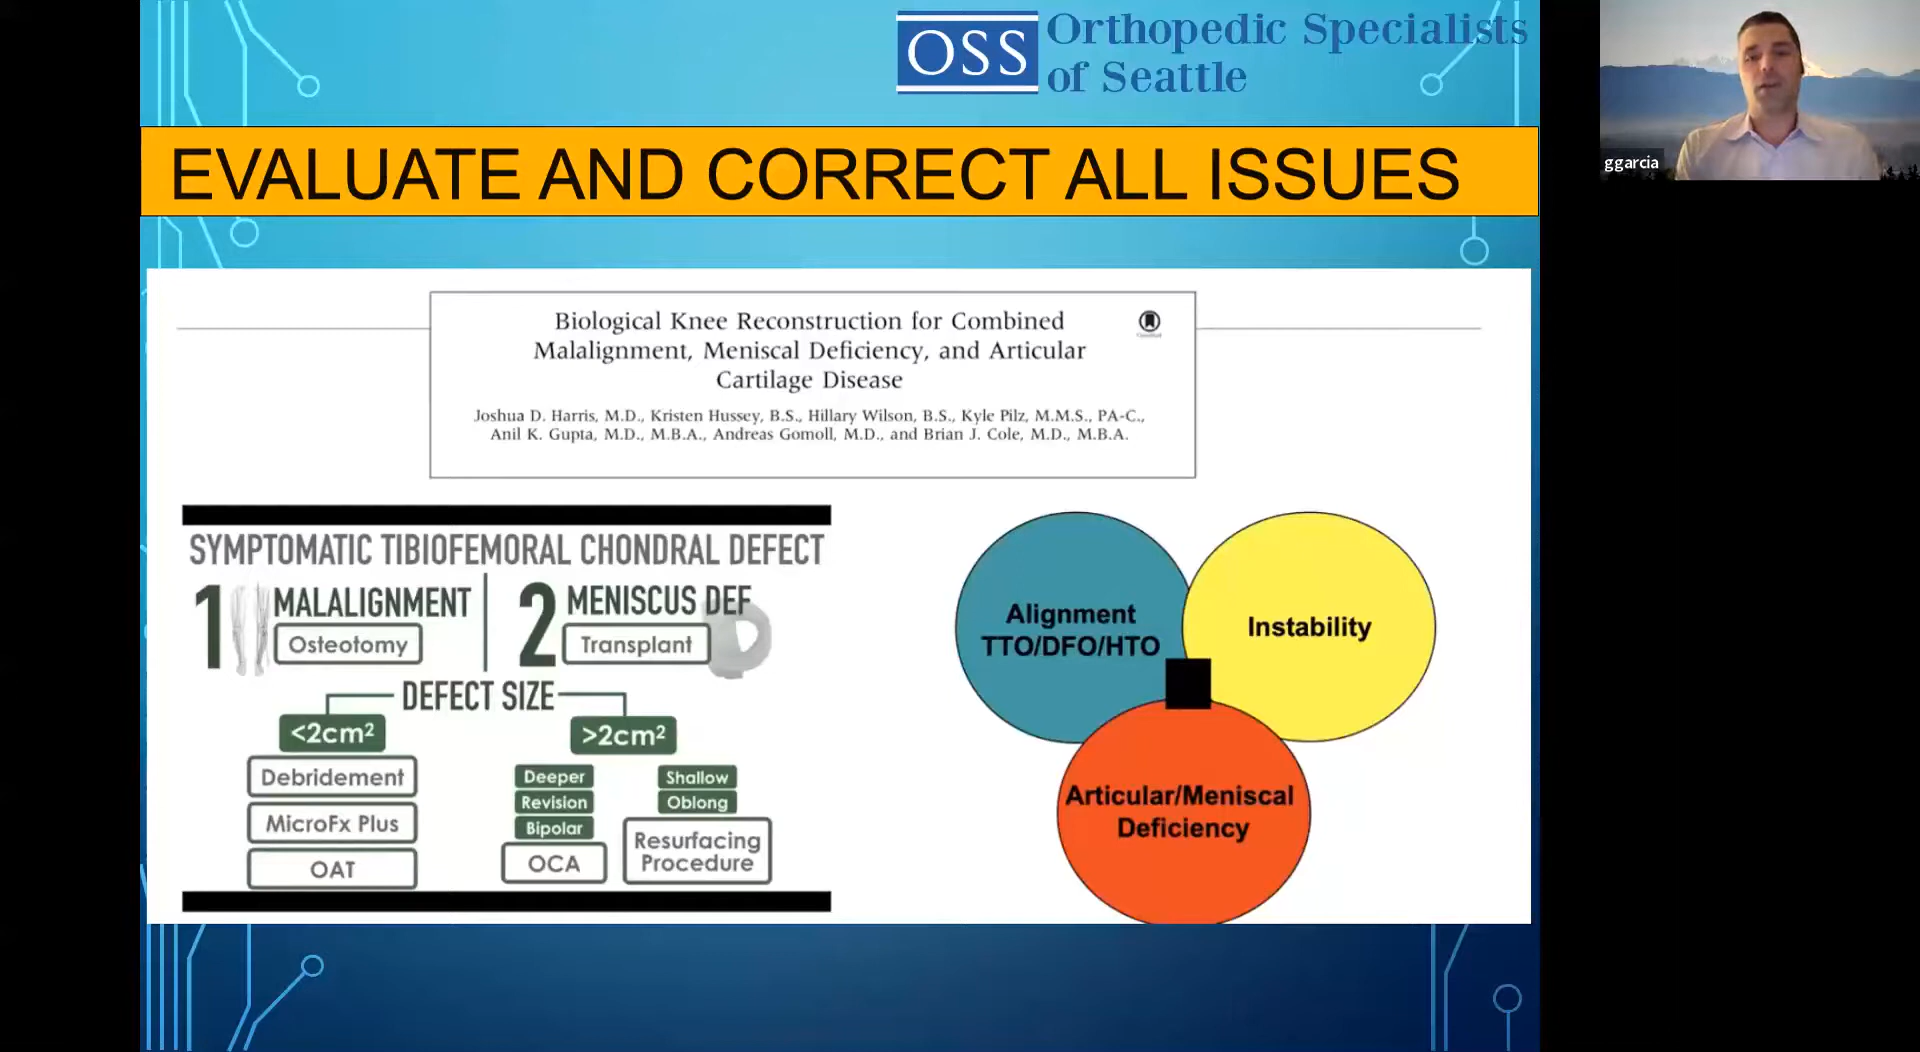 OSS
Orthopedic Specialists
of Seattle
ggarcia
EVALUATE AND CORRECT ALL ISSUES
Biological Knee Reconstruction for Combined
Malalignment, Meniscal Deficiency, and Articular
Cartilage Disease
Joshua D. Harris, M.D., Kristen Hussey, B.S., Hillary Wilson, B.S., Kyle Pilz, M.M.S., PA-C.,
Anil K. Gupta, M.D., M.B.A., Andreas Gomoll, M.D., and Brian J. Cole, M.D., M.B.A.
SYMPTOMATIC TIBIOFEMORAL CHONDRAL DEFECT
1 MALALIGNMENT
Osteotomy
2 MENISCUS DEF
Transplant
DEFECT SIZE
<2cm²
Debridement
MicroFx Plus
OAT
>2cm²
Deeper
Revision
Bipolar
OCA
Shallow
Oblong
Resurfacing
Procedure
Alignment
TTO/DFO/HTO
Instability
Articular/Meniscal
Deficiency